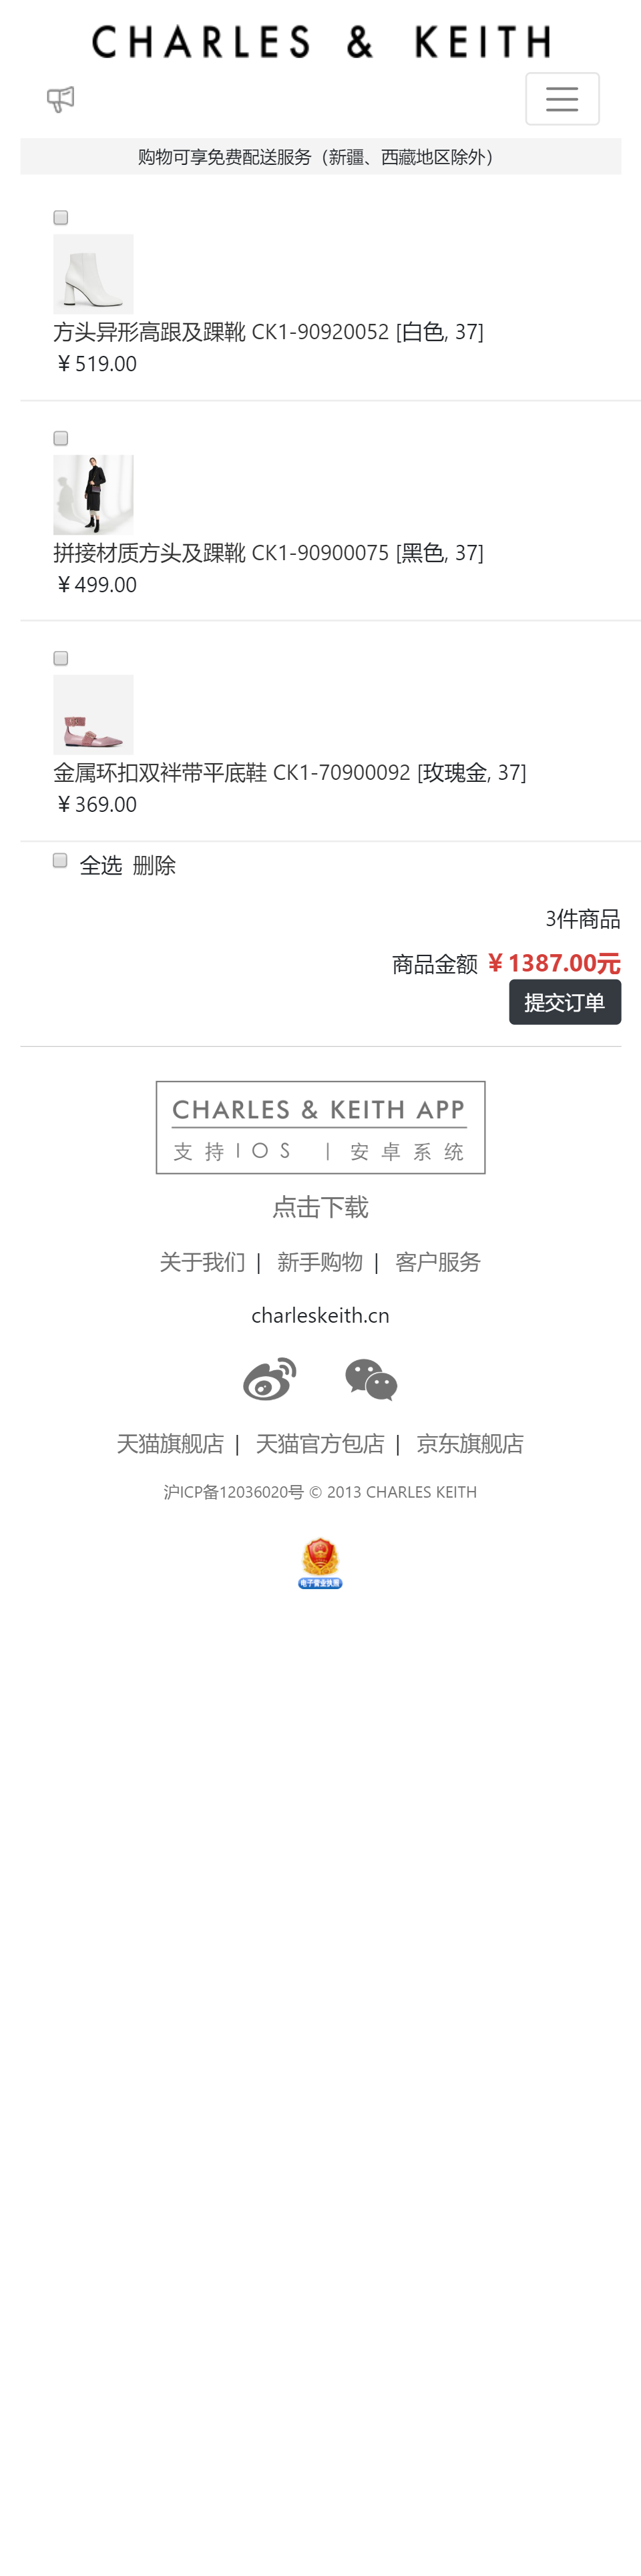 CHARLES & KEITH
购物可享免费配送服务（新疆、西藏地区除外）
方头异形高跟及踝靴 CK1-90920052 [白色, 37]
￥519.00
拼接材质方头及踝靴 CK1-90900075 [黑色, 37]
￥499.00
金属环扣双袢带平底鞋 CK1-70900092 [玫瑰金, 37]
￥369.00
全选 删除
3件商品
商品金额 ￥1387.00元
提交订单
CHARLES & KEITH APP
支持IOS | 安卓系统
点击下载
关于我们 | 新手购物 | 客户服务
charleskeith.cn
天猫旗舰店 | 天猫官方包店 | 京东旗舰店
沪ICP备12036020号 © 2013 CHARLES KEITH
电子营业执照